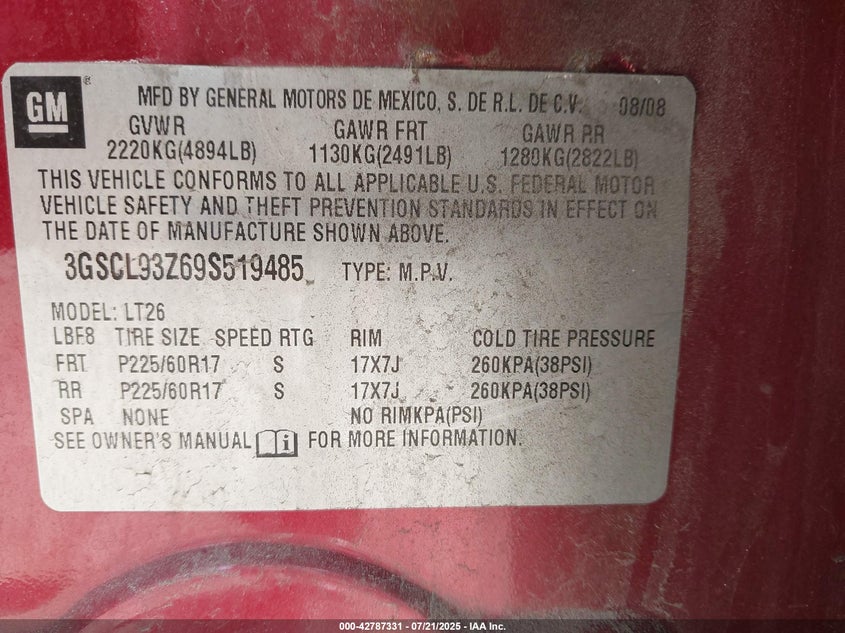 GM®
MFD BY GENERAL MOTORS DE MEXICO, S. DE R.L. DE C.V. 08/08
GVWR GAWR FRT GAWR RR
2220KG(4894LB) 1130KG(2491LB) 1280KG(2822LB)
THIS VEHICLE CONFORMS TO ALL APPLICABLE U.S. FEDERAL MOTOR
VEHICLE SAFETY AND THEFT PREVENTION STANDARDS IN EFFECT ON
THE DATE OF MANUFACTURE SHOWN ABOVE.
3GSCL93Z69S519485 TYPE: M.P.V.
MODEL: LT26
LBF8 TIRE SIZE SPEED RTG RIM COLD TIRE PRESSURE
FRT P225/60R17 S 17X7J 260KPA(38PSI)
RR P225/60R17 S 17X7J 260KPA(38PSI)
SPA NONE NO RIMKPA(PSI)
SEE OWNER'S MANUAL FOR MORE INFORMATION.
000-42787331 - 07/21/2025 - IAA Inc.